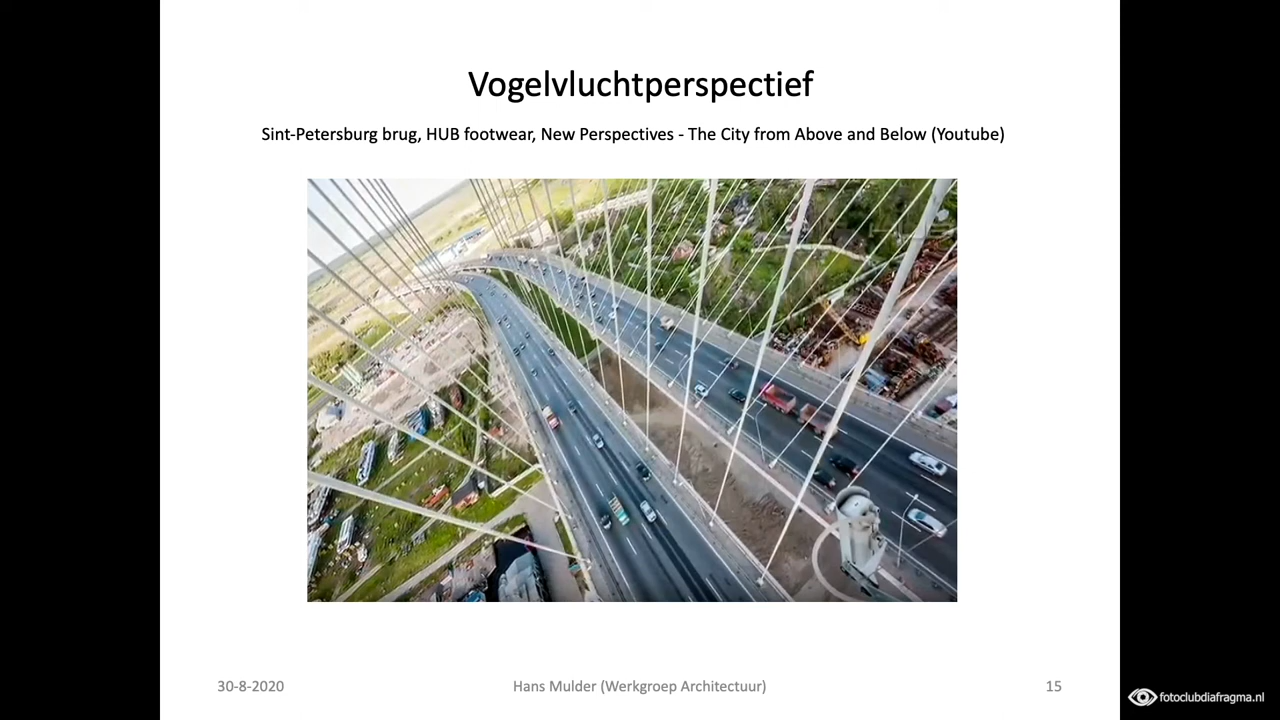 Vogelvluchtperspectief
Sint-Petersburg brug, HUB footwear, New Perspectives - The City from Above and Below (Youtube)
HUB
30-8-2020
Hans Mulder (Werkgroep Architectuur)
15
fotoclubdiafragma.nl